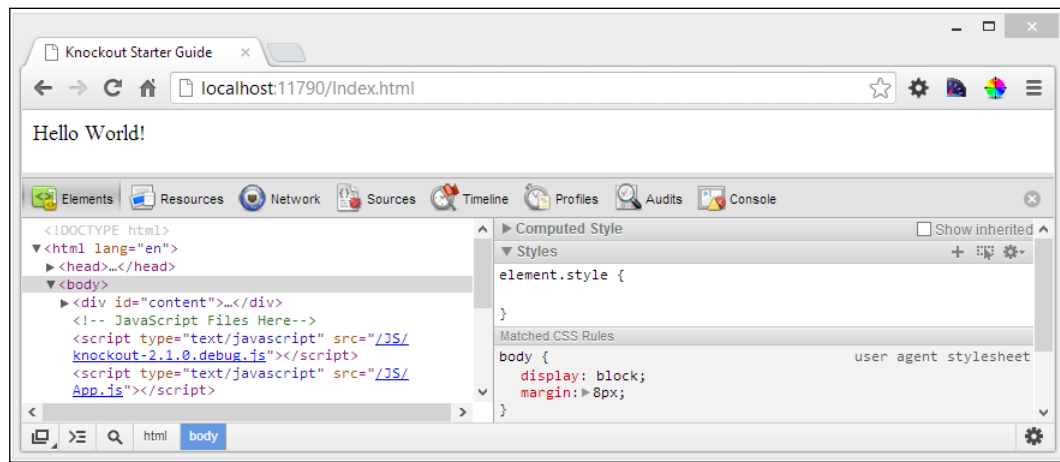 Knockout Starter Guide
localhost:11790/Index.html
Hello World!
Elements Resources Network Sources Timeline Profiles Audits Console
<!DOCTYPE html>
▼<html lang="en">
▶<head>…</head>
▼<body>
▶<div id="content">…</div>
<!-- JavaScript Files Here-->
<script type="text/javascript" src="/JS/
knockout-2.1.0.debug.js"></script>
<script type="text/javascript" src="/JS/
App.js"></script>
▶ Computed Style Show inherited
▼ Styles
element.style {
}
Matched CSS Rules
body { user agent stylesheet
display: block;
margin:▶8px;
}
html body